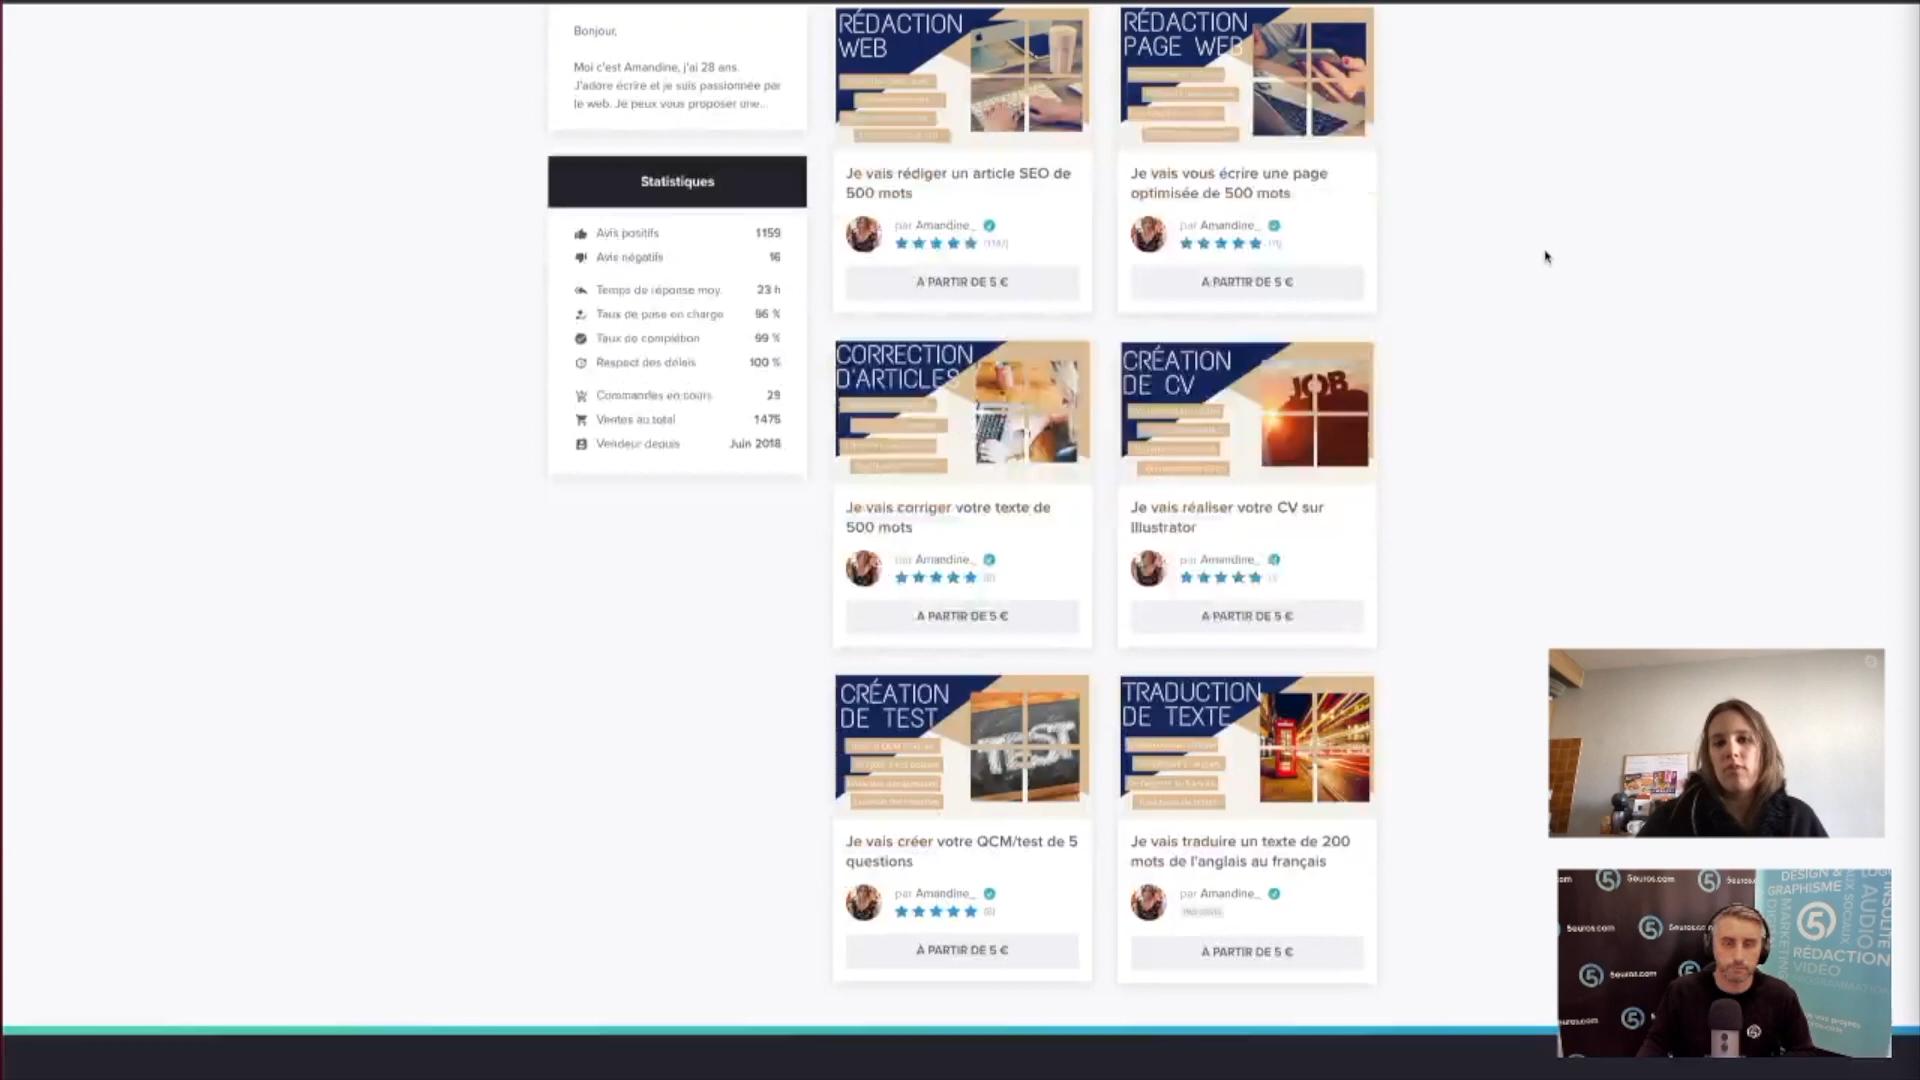 Bonjour,
Moi c'est Amandine, j'ai 28 ans.
J'adore écrire et je suis passionnée par
le web. Je peux vous proposer une...
Statistiques
Avis positifs 1159
Avis négatifs 16
Temps de réponse moy. 23 h
Taux de prise en charge 96 %
Taux de complétion 99 %
Respect des délais 100 %
Commandes en cours 29
Ventes au total 1475
Vendeur depuis Juin 2018
RÉDACTION
WEB
Je vais rédiger un article SEO de
500 mots
par Amandine_
À PARTIR DE 5 €
RÉDACTION
PAGE WEB
Je vais vous écrire une page
optimisée de 500 mots
par Amandine_
À PARTIR DE 5 €
CORRECTION
D'ARTICLES
Je vais corriger votre texte de
500 mots
par Amandine_
À PARTIR DE 5 €
CRÉATION
DE CV
JOB
Je vais réaliser votre CV sur
Illustrator
par Amandine_
À PARTIR DE 5 €
CRÉATION
DE TEST
TEST
Je vais créer votre QCM/test de 5
questions
par Amandine_
À PARTIR DE 5 €
TRADUCTION
DE TEXTE
Je vais traduire un texte de 200
mots de l'anglais au français
par Amandine_
À PARTIR DE 5 €
5euros.com
DESIGN &
GRAPHISME
AUDIO
INSOLITE
MARKETING
RÉDACTION
VIDÉO
PROGRAMMATION